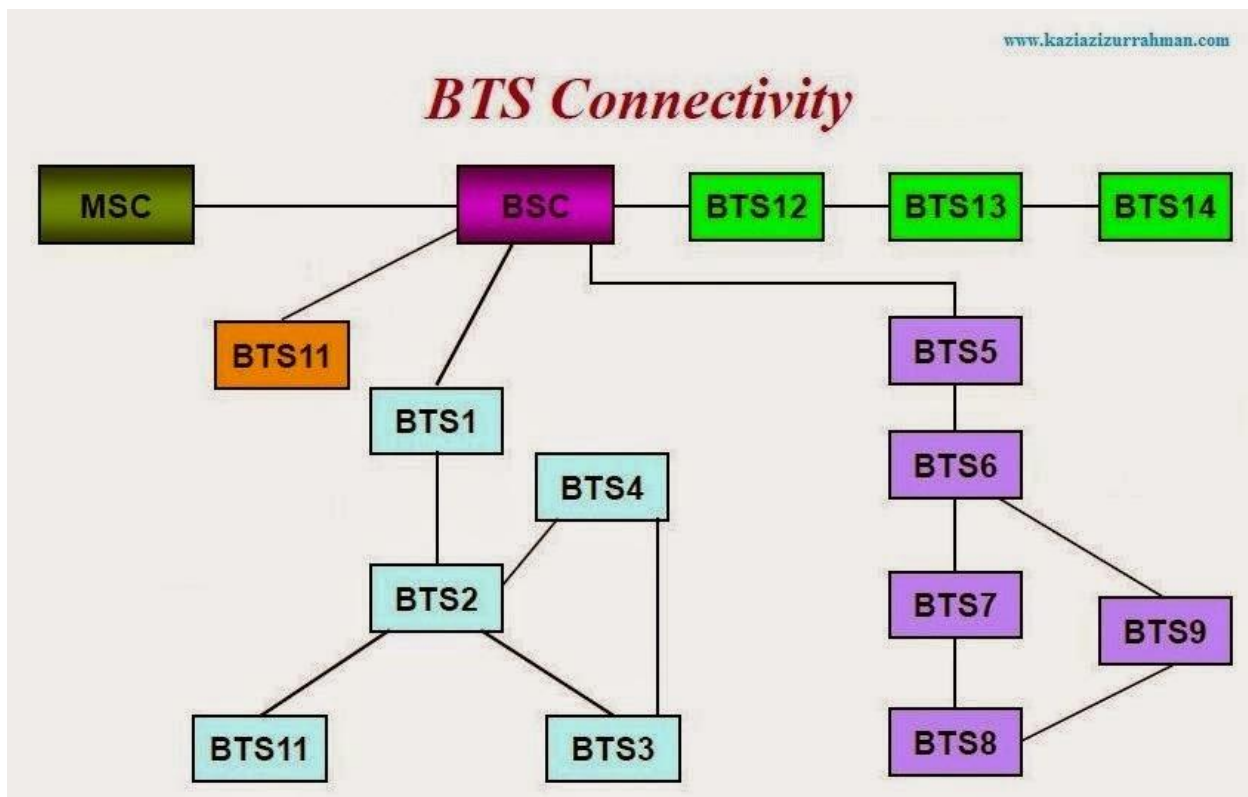 www.kaziazizurrahman.com
BTS Connectivity
MSC
BSC
BTS12
BTS13
BTS14
BTS11
BTS5
BTS1
BTS6
BTS4
BTS2
BTS7
BTS9
BTS11
BTS3
BTS8